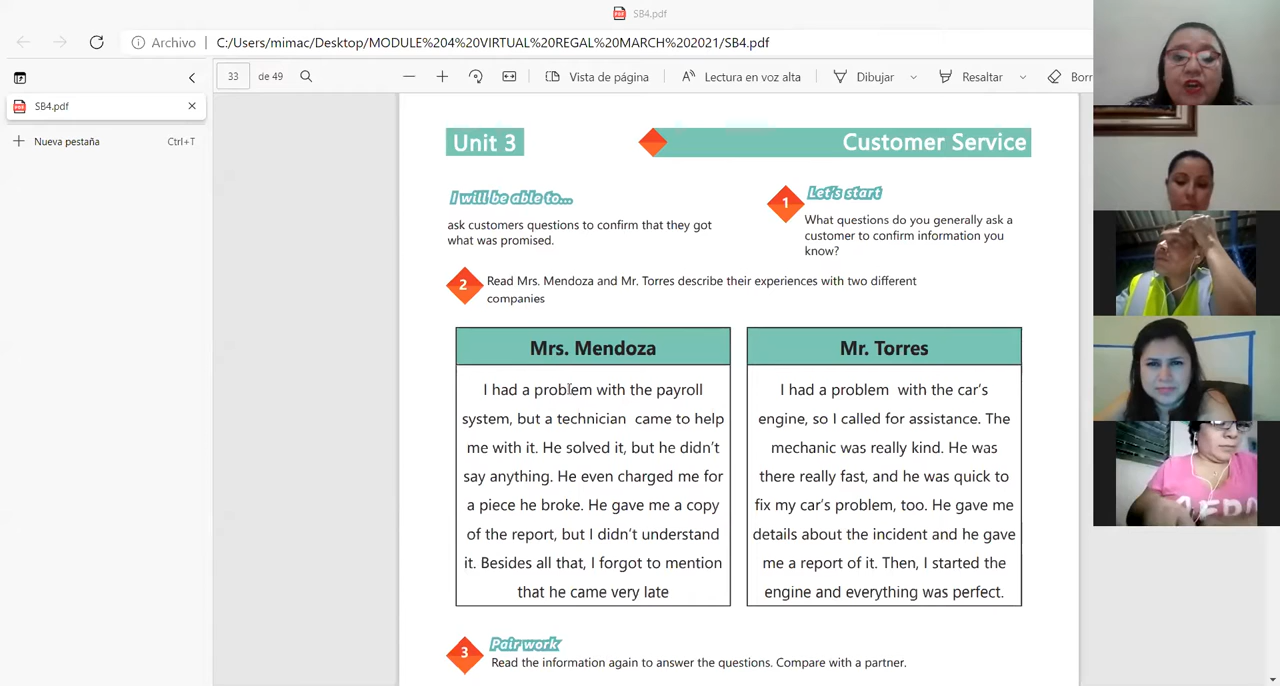 SB4.pdf
Archivo
C:/Users/mimac/Desktop/MODULE%204%20VIRTUAL%20REGAL%20MARCH%202021/SB4.pdf
33
de 49
Vista de página
Lectura en voz alta
Dibujar
Resaltar
Borr
SB4.pdf
Nueva pestaña
Ctrl+T
Unit 3
Customer Service
I will be able to...
ask customers questions to confirm that they got
what was promised.
1
Let's start
What questions do you generally ask a
customer to confirm information you
know?
2
Read Mrs. Mendoza and Mr. Torres describe their experiences with two different
companies
Mrs. Mendoza
I had a problem with the payroll
system, but a technician came to help
me with it. He solved it, but he didn't
say anything. He even charged me for
a piece he broke. He gave me a copy
of the report, but I didn't understand
it. Besides all that, I forgot to mention
that he came very late
Mr. Torres
I had a problem with the car's
engine, so I called for assistance. The
mechanic was really kind. He was
there really fast, and he was quick to
fix my car's problem, too. He gave me
details about the incident and he gave
me a report of it. Then, I started the
engine and everything was perfect.
3
Pair work
Read the information again to answer the questions. Compare with a partner.